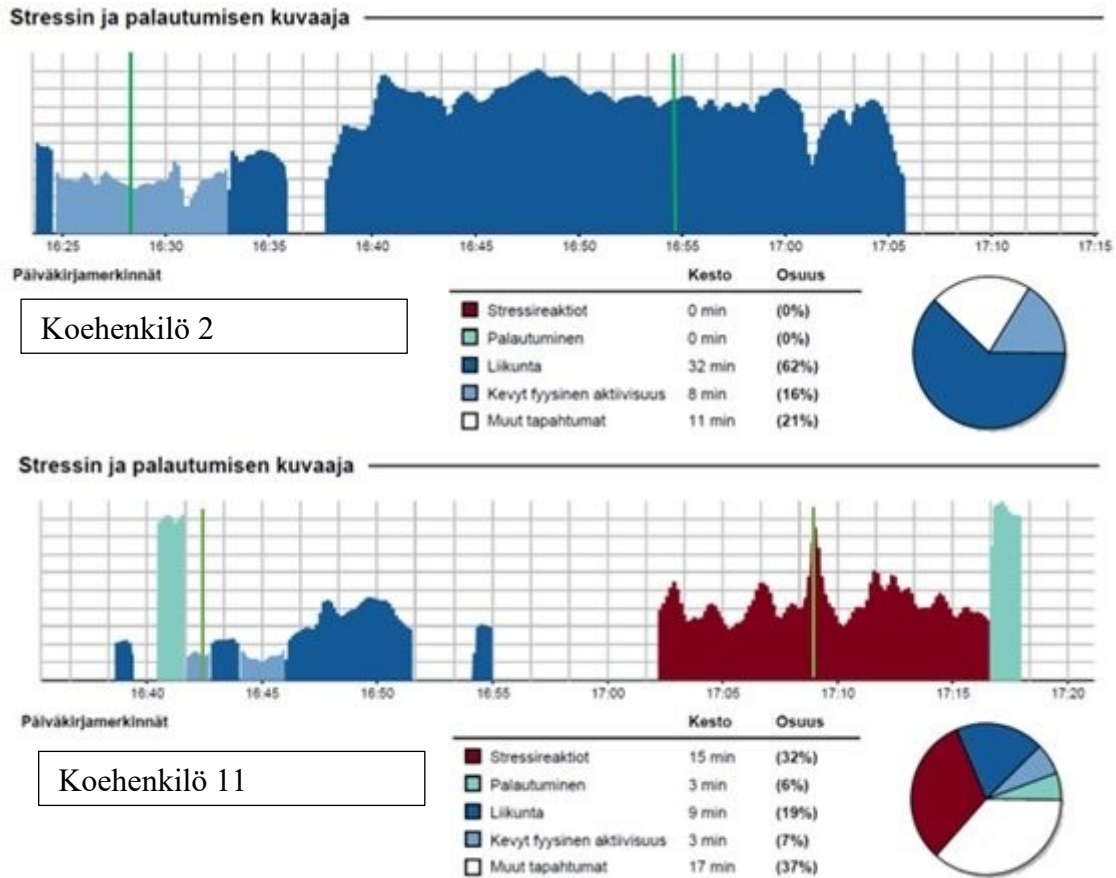 Stressin ja palautumisen kuvaaja
16:25 16:30 16:35 16:40 16:45 16:50 16:55 17:00 17:05 17:10 17:15
Päiväkirjamerkinnät
Kesto Osuus
Koehenkilö 2
Stressireaktiot 0 min (0%)
Palautuminen 0 min (0%)
Liikunta 32 min (62%)
Kevyt fyysinen aktiivisuus 8 min (16%)
Muut tapahtumat 11 min (21%)
Stressin ja palautumisen kuvaaja
16:40 16:45 16:50 16:55 17:00 17:05 17:10 17:15 17:20
Päiväkirjamerkinnät
Kesto Osuus
Koehenkilö 11
Stressireaktiot 15 min (32%)
Palautuminen 3 min (6%)
Liikunta 9 min (19%)
Kevyt fyysinen aktiivisuus 3 min (7%)
Muut tapahtumat 17 min (37%)